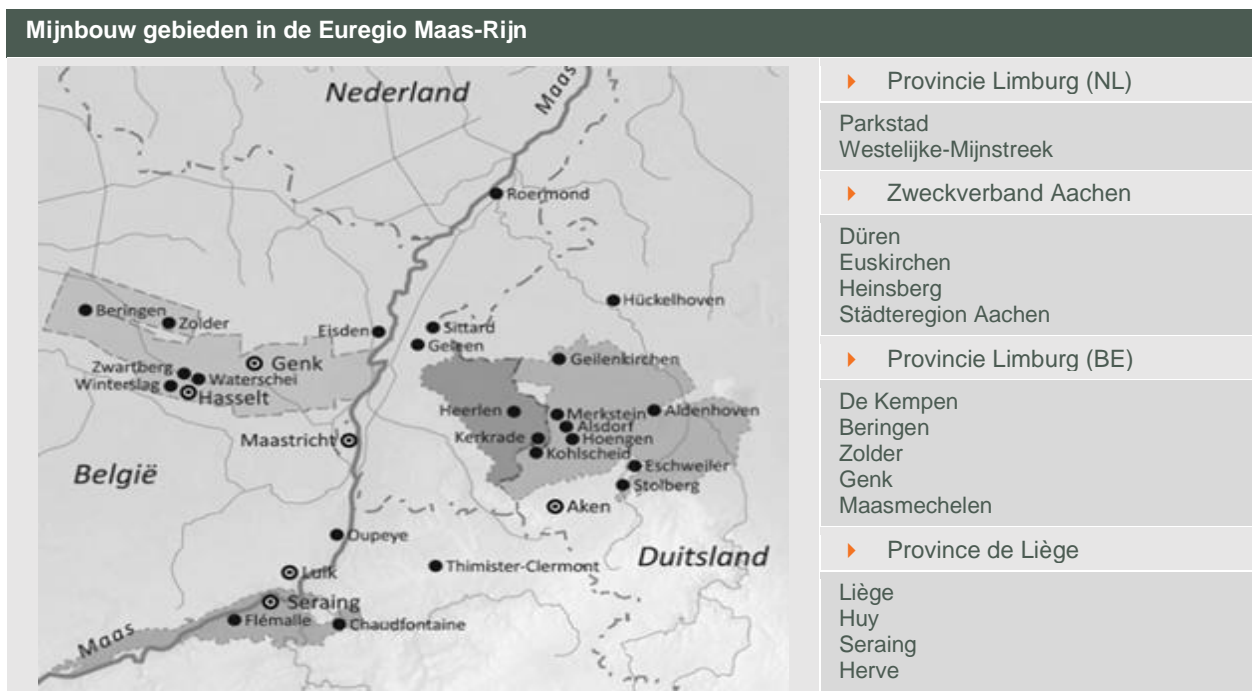 Mijnbouw gebieden in de Euregio Maas-Rijn
Nederland
Maas
Roermond
Hückelhoven
Beringen
Zolder
Eisden
Sittard
Geleen
Genk
Geilenkirchen
Zwartberg
Waterschei
Winterslag
Hasselt
Heerlen
Merkstein
Aldenhoven
Alsdorf
Maastricht
Kerkrade
Hoengen
Kohlscheid
België
Eschweiler
Stolberg
Aken
Oupeye
Duitsland
Luik
Thimister-Clermont
Seraing
Flémalle
Chaudfontaine
Maas
Provincie Limburg (NL)
Parkstad
Westelijke-Mijnstreek
Zweckverband Aachen
Düren
Euskirchen
Heinsberg
Städteregion Aachen
Provincie Limburg (BE)
De Kempen
Beringen
Zolder
Genk
Maasmechelen
Province de Liège
Liège
Huy
Seraing
Herve